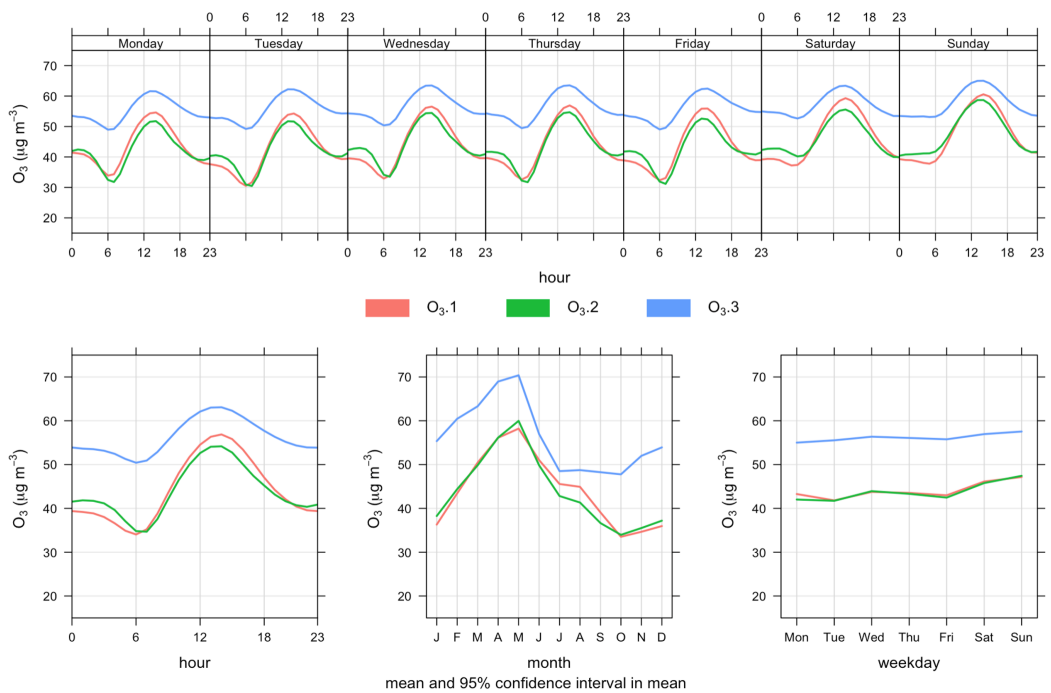 0 6 12 18 23 0 6 12 18 23 0 6 12 18 23
Monday Tuesday Wednesday Thursday Friday Saturday Sunday
70
60
50
40
30
20
O₃ (µg m⁻³)
0 6 12 18 23 0 6 12 18 23 0 6 12 18 23 0 6 12 18 23
hour
O₃.1 O₃.2 O₃.3
70
60
50
40
30
20
O₃ (µg m⁻³)
0 6 12 18 23
hour
70
60
50
40
30
20
O₃ (µg m⁻³)
J F M A M J J A S O N D
month
70
60
50
40
30
20
O₃ (µg m⁻³)
Mon Tue Wed Thu Fri Sat Sun
weekday
mean and 95% confidence interval in mean